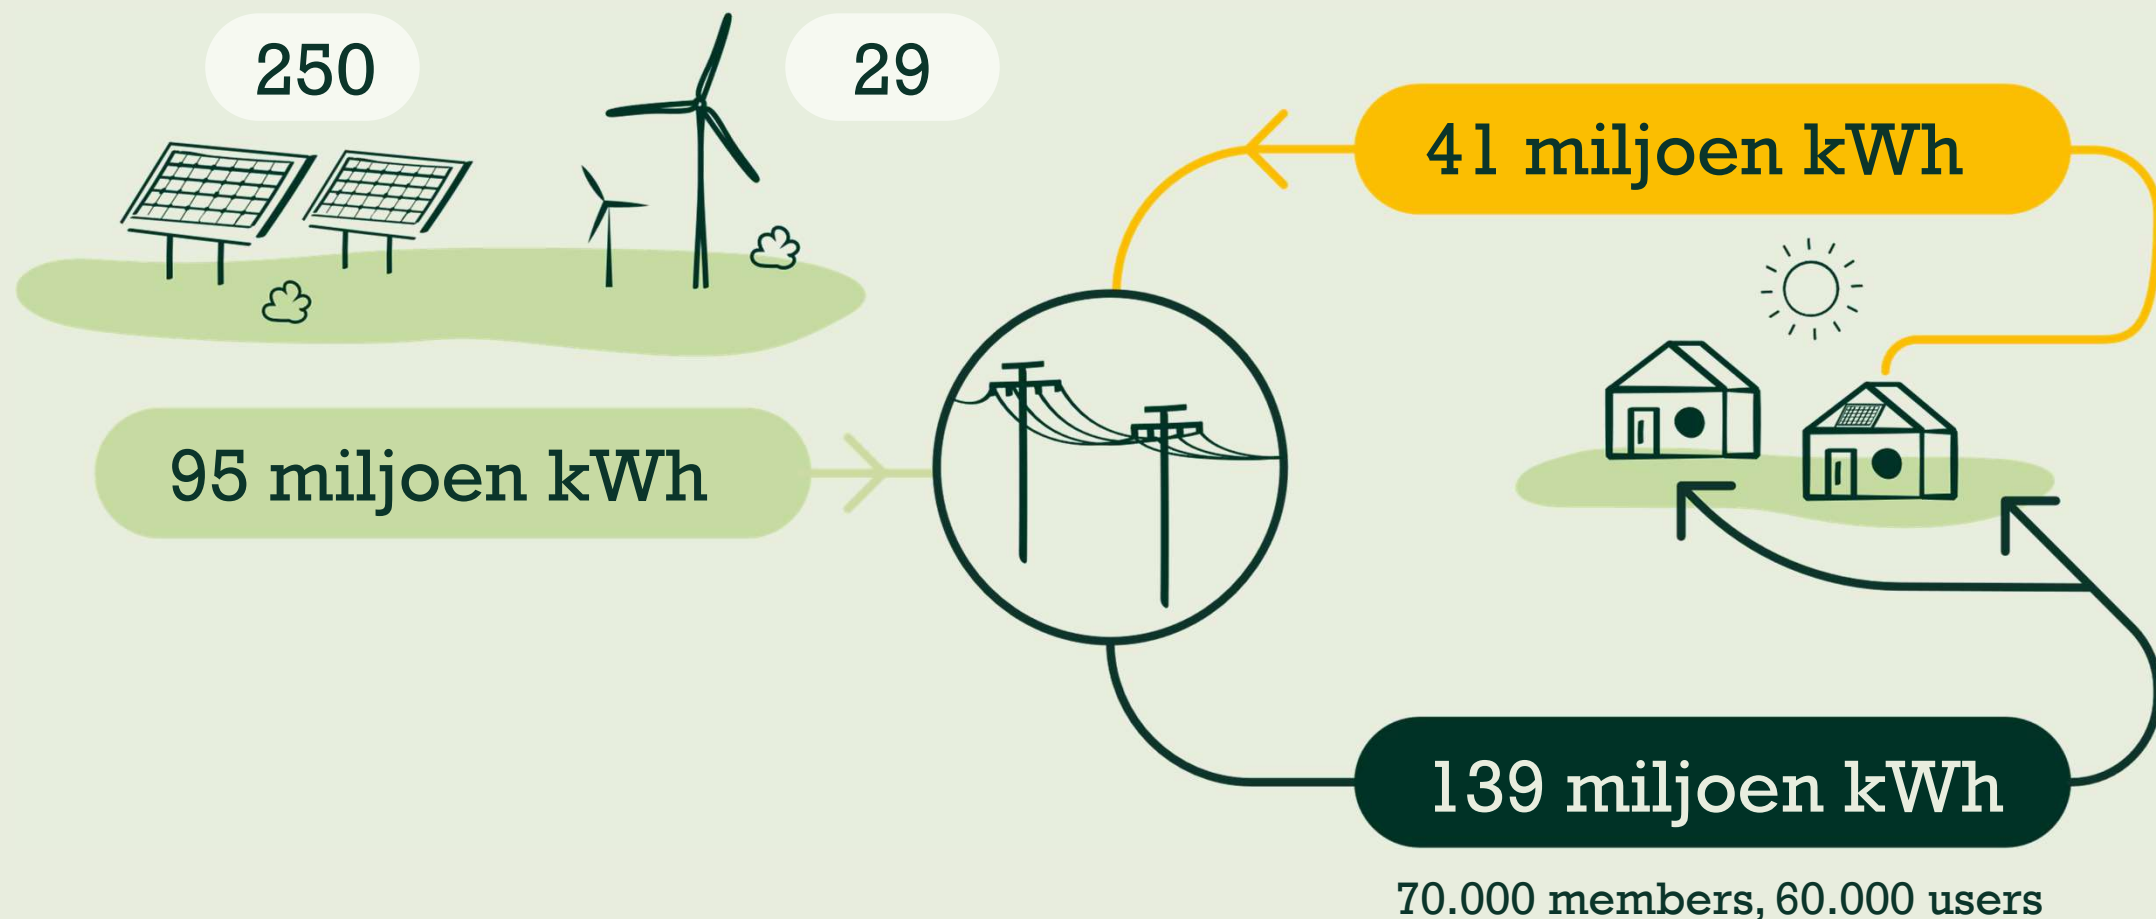 250
29
41 miljoen kWh
95 miljoen kWh
139 miljoen kWh
70.000 members, 60.000 users